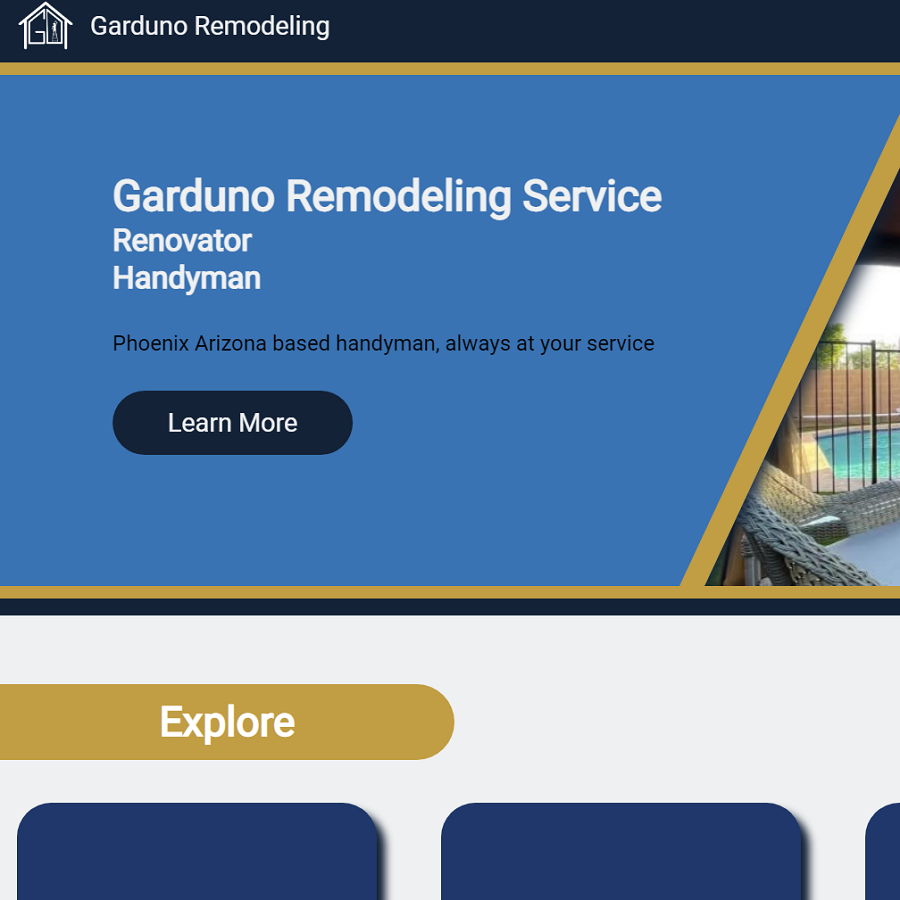 Garduno Remodeling
Garduno Remodeling Service
Renovator
Handyman
Phoenix Arizona based handyman, always at your service
Learn More
Explore